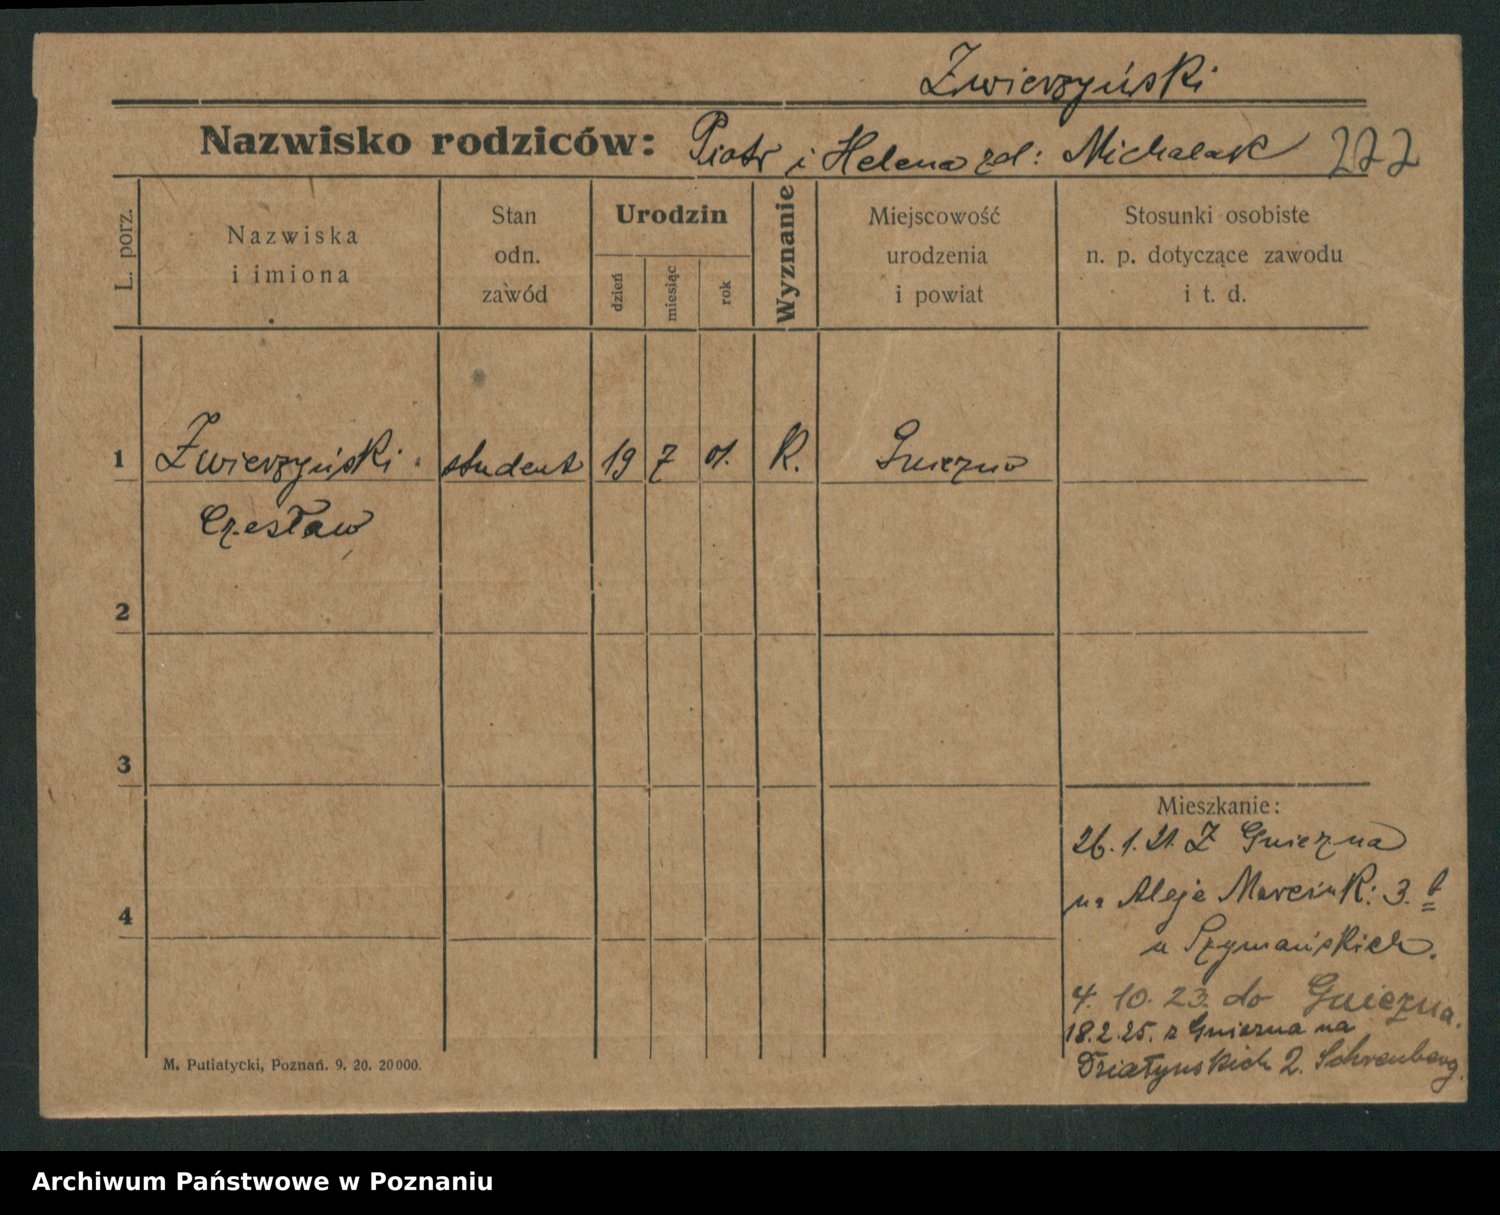 Zwierzyński
Nazwisko rodziców: Piotr i Helena zd: Michalak 222
L. porz.
Nazwiska
i imiona
Stan
odn.
zawód
Urodzin
dzień
miesiąc
rok
Wyznanie
Miejscowość
urodzenia
i powiat
Stosunki osobiste
n. p. dotyczące zawodu
i t. d.
1 Zwierzyński student 19 7 01. K. Gniezno
Czesław
2
3
4
Mieszkanie:
26.1.21. Z Gniezna
na Aleje Marcink: 3.
u Szymańskich.
4. 10. 23. do Gniezna.
18.2.25. z Gniezna na
Działyńskich 2.
M. Putiatycki, Poznań. 9. 20. 20000.
Archiwum Państwowe w Poznaniu